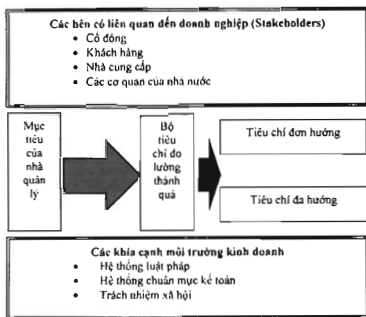 Các bên có liên quan đến doanh nghiệp (Stakeholders)
• Cổ đông
• Khách hàng
• Nhà cung cấp
• Các cơ quan của nhà nước
Mục
tiêu
của
nhà
quản
lý
Bộ
tiêu
chí đo
lường
thành
quả
Tiêu chí đơn hướng
Tiêu chí đa hướng
Các khía cạnh môi trường kinh doanh
• Hệ thống luật pháp
• Hệ thống chuẩn mục kế toán
• Trách nhiệm xã hội